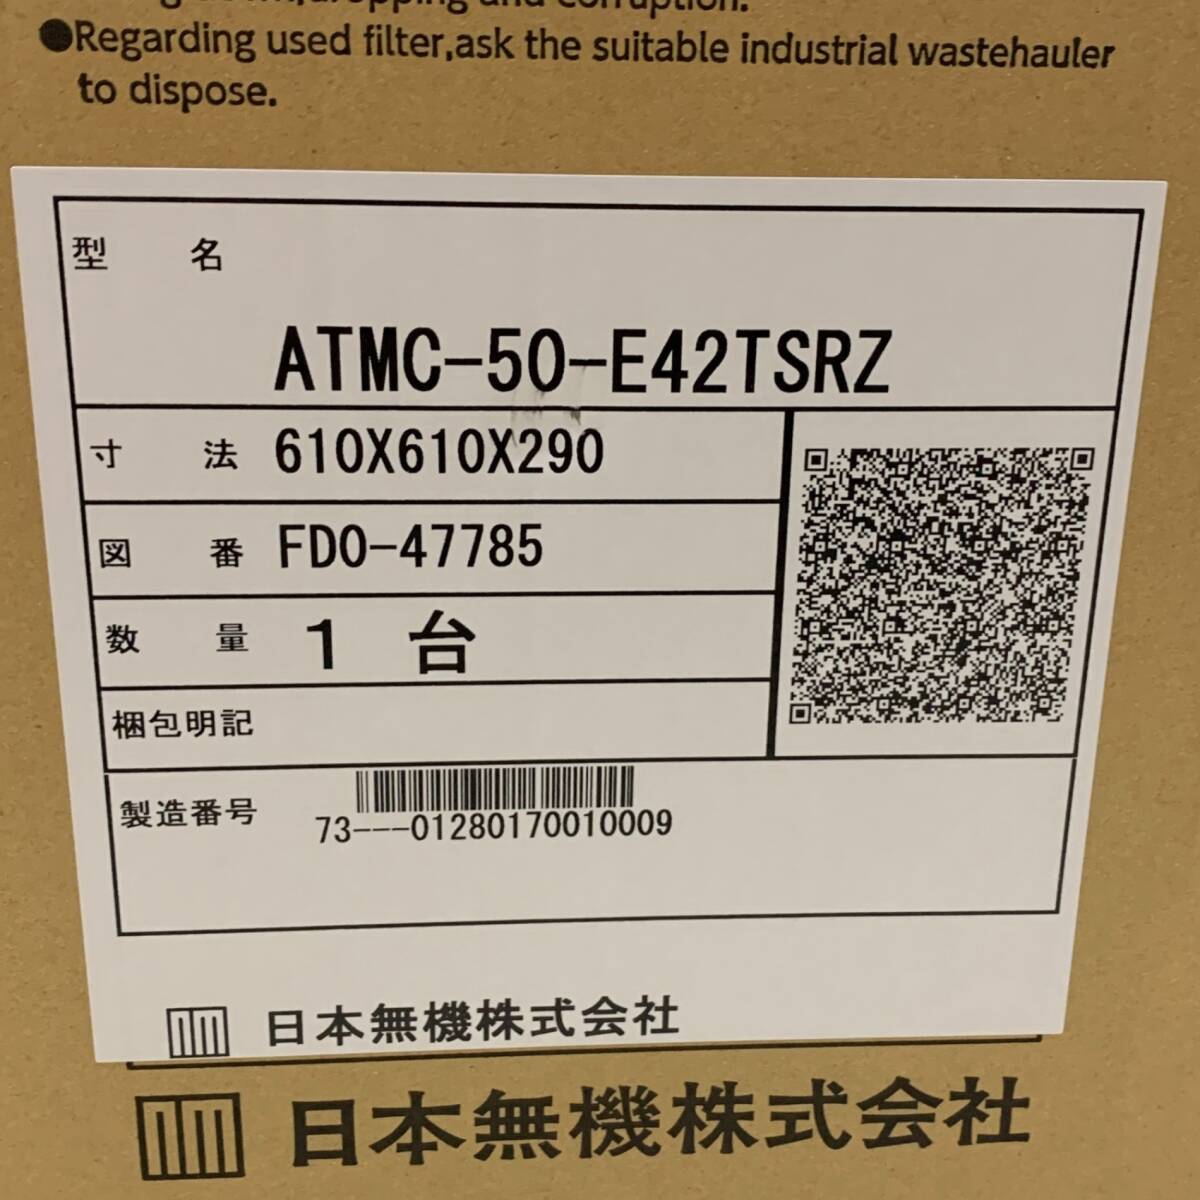 and corruption.
●Regarding used filter,ask the suitable industrial wastehauler
to dispose.
型 名
ATMC-50-E42TSRZ
寸 法 610X610X290
図 番 FDO-47785
数 量 1 台
梱包明記
製造番号
73---01280170010009
日本無機株式会社
日本無機株式会社